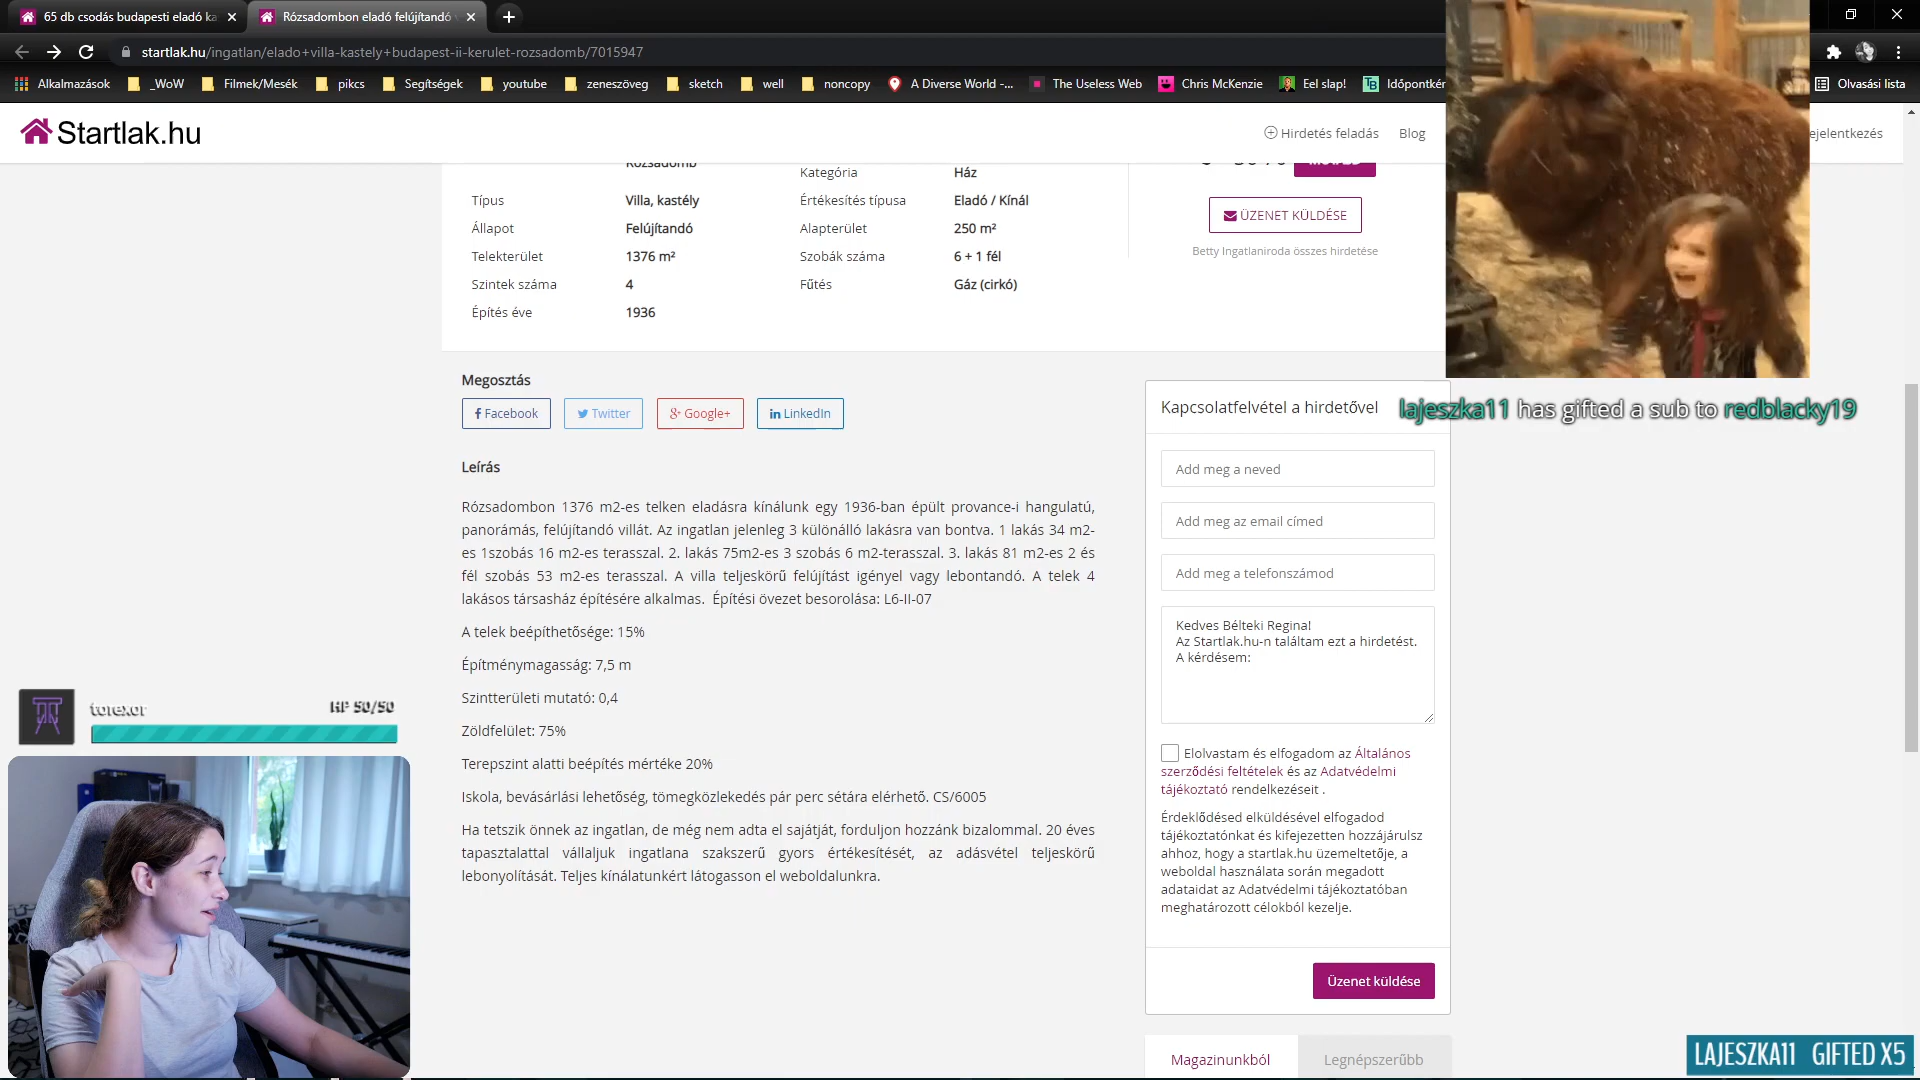 65 db csodás budapesti eladó ka
Rózsadombon eladó felújítandó v
startlak.hu/ingatlan/elado+villa-kastely+budapest-ii-kerulet-rozsadomb/7015947
Alkalmazások _WoW Filmek/Mesék pikcs Segítségek youtube zeneszöveg sketch well noncopy A Diverse World -... The Useless Web Chris McKenzie Eel slap! Időpontkér Olvasási lista
Startlak.hu
Hirdetés feladás Blog ejelentkezés
Rózsadomb
Kategória Ház
Típus Villa, kastély Értékesítés típusa Eladó / Kínál
Állapot Felújítandó Alapterület 250 m²
Telekterület 1376 m² Szobák száma 6 + 1 fél
Szintek száma 4 Fűtés Gáz (cirkó)
Építés éve 1936
ÜZENET KÜLDÉSE
Betty Ingatlaniroda összes hirdetése
Megosztás
Facebook Twitter Google+ LinkedIn
Leírás
Rózsadombon 1376 m2-es telken eladásra kínálunk egy 1936-ban épült provance-i hangulatú,
panorámás, felújítandó villát. Az ingatlan jelenleg 3 különálló lakásra van bontva. 1 lakás 34 m2-
es 1szobás 16 m2-es terasszal. 2. lakás 75m2-es 3 szobás 6 m2-terasszal. 3. lakás 81 m2-es 2 és
fél szobás 53 m2-es terasszal. A villa teljeskörű felújítást igényel vagy lebontandó. A telek 4
lakásos társasház építésére alkalmas.  Építési övezet besorolása: L6-II-07
A telek beépíthetősége: 15%
Építménymagasság: 7,5 m
Szintterületi mutató: 0,4
Zöldfelület: 75%
Terepszint alatti beépítés mértéke 20%
Iskola, bevásárlási lehetőség, tömegközlekedés pár perc sétára elérhető. CS/6005
Ha tetszik önnek az ingatlan, de még nem adta el sajátját, forduljon hozzánk bizalommal. 20 éves
tapasztalattal vállaljuk ingatlana szakszerű gyors értékesítését, az adásvétel teljeskörű
lebonyolítását. Teljes kínálatunkért látogasson el weboldalunkra.
Kapcsolatfelvétel a hirdetővel
Add meg a neved
Add meg az email címed
Add meg a telefonszámod
Kedves Bélteki Regina!
Az Startlak.hu-n találtam ezt a hirdetést.
A kérdésem:
Elolvastam és elfogadom az Általános
szerződési feltételek és az Adatvédelmi
tájékoztató rendelkezéseit .
Érdeklődésed elküldésével elfogadod
tájékoztatónkat és kifejezetten hozzájárulsz
ahhoz, hogy a startlak.hu üzemeltetője, a
weboldal használata során megadott
adataidat az Adatvédelmi tájékoztatóban
meghatározott célokból kezelje.
Üzenet küldése
Magazinunkból Legnépszerűbb
lajeszka11 has gifted a sub to redblacky19
torexor HP 50/50
LAJESZKA11 GIFTED X5